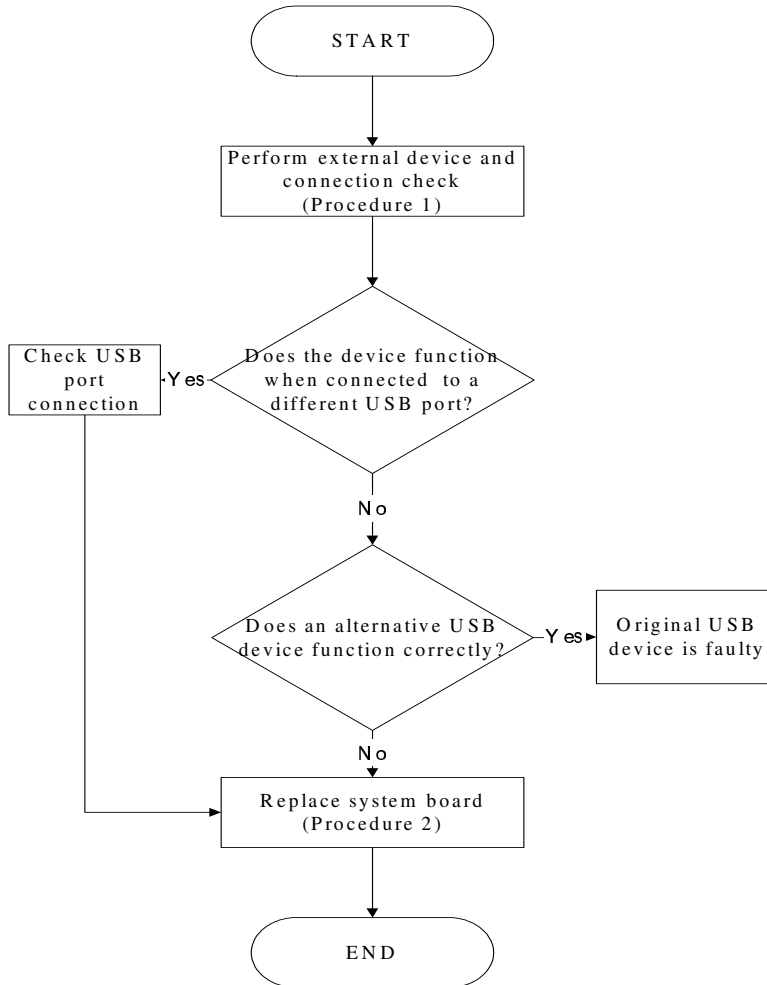 START
Perform external device and
connection check
(Procedure 1)
Does the device function
when connected to a
different USB port?
Yes
Check USB
port
connection
No
Does an alternative USB
device function correctly?
Yes
Original USB
device is faulty
No
Replace system board
(Procedure 2)
END